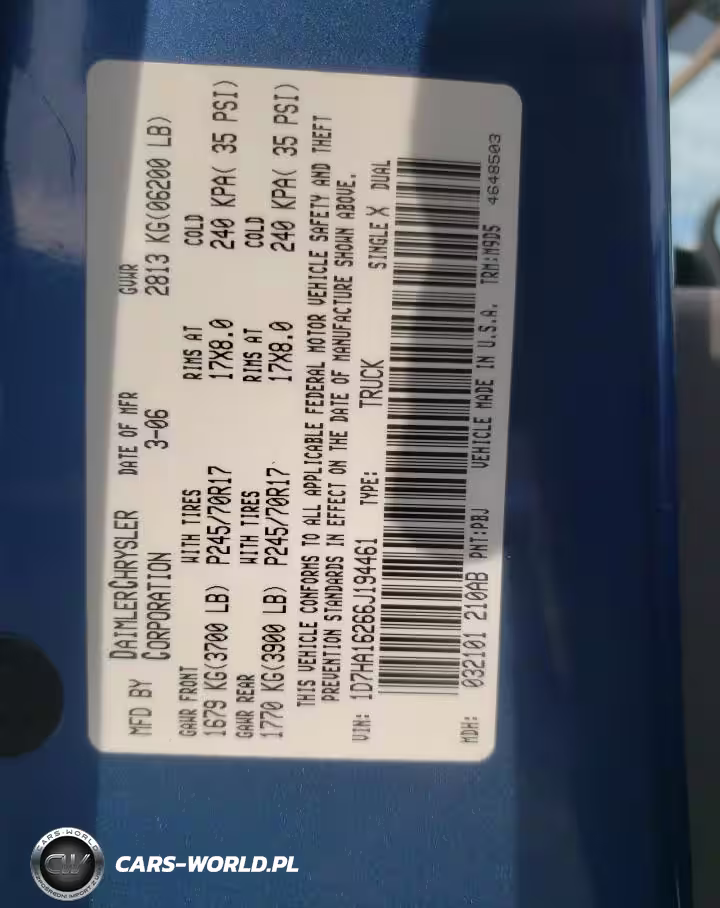 MFD BY DAIMLERCHRYSLER CORPORATION
DATE OF MFR 3-06
GVWR 2813 KG(06200 LB)
GAWR FRONT WITH TIRES RIMS AT COLD
1679 KG(3700 LB) P245/70R17 17X8.0 240 KPA( 35 PSI)
GAWR REAR WITH TIRES RIMS AT COLD
1770 KG(3900 LB) P245/70R17 17X8.0 240 KPA( 35 PSI)
THIS VEHICLE CONFORMS TO ALL APPLICABLE FEDERAL MOTOR VEHICLE SAFETY AND THEFT
PREVENTION STANDARDS IN EFFECT ON THE DATE OF MANUFACTURE SHOWN ABOVE.
VIN: 1D7HA16266J194461 TYPE: TRUCK SINGLE X DUAL
MDH: 032101 210AB PNT:PBJ VEHICLE MADE IN U.S.A. TRM:M9D5 4648503
CARS-WORLD
CW
CARS-WORLD.PL